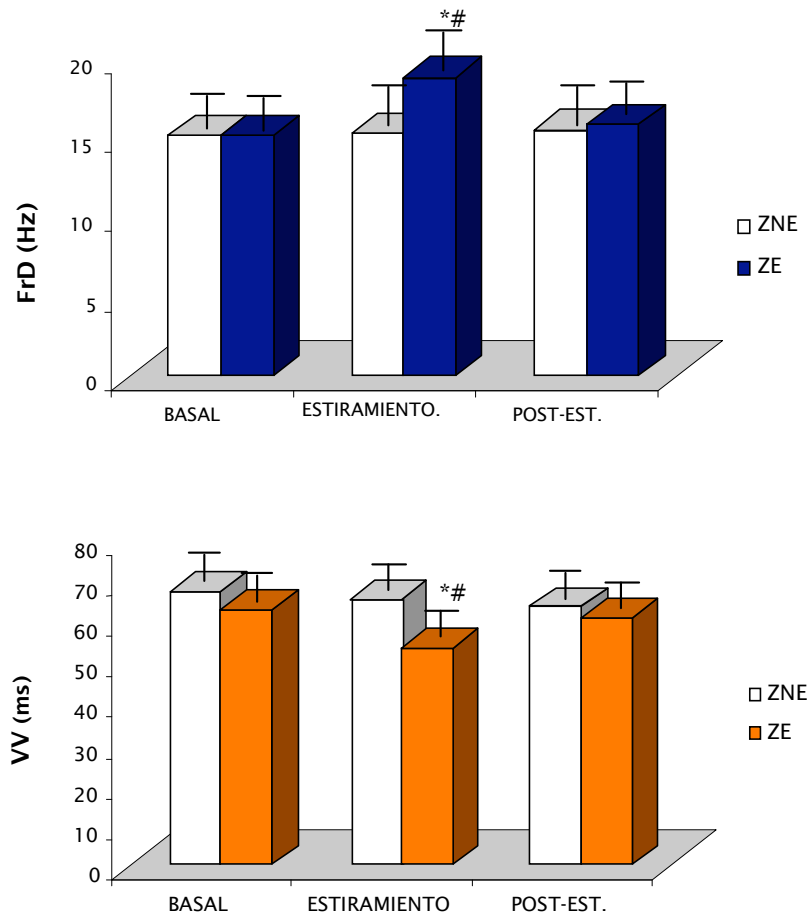 *#
20
15
10
5
0
FrD (Hz)
ZNE
ZE
BASAL
ESTIRAMIENTO.
POST-EST.
80
70
60
50
40
30
20
10
0
VV (ms)
*#
ZNE
ZE
BASAL
ESTIRAMIENTO
POST-EST.